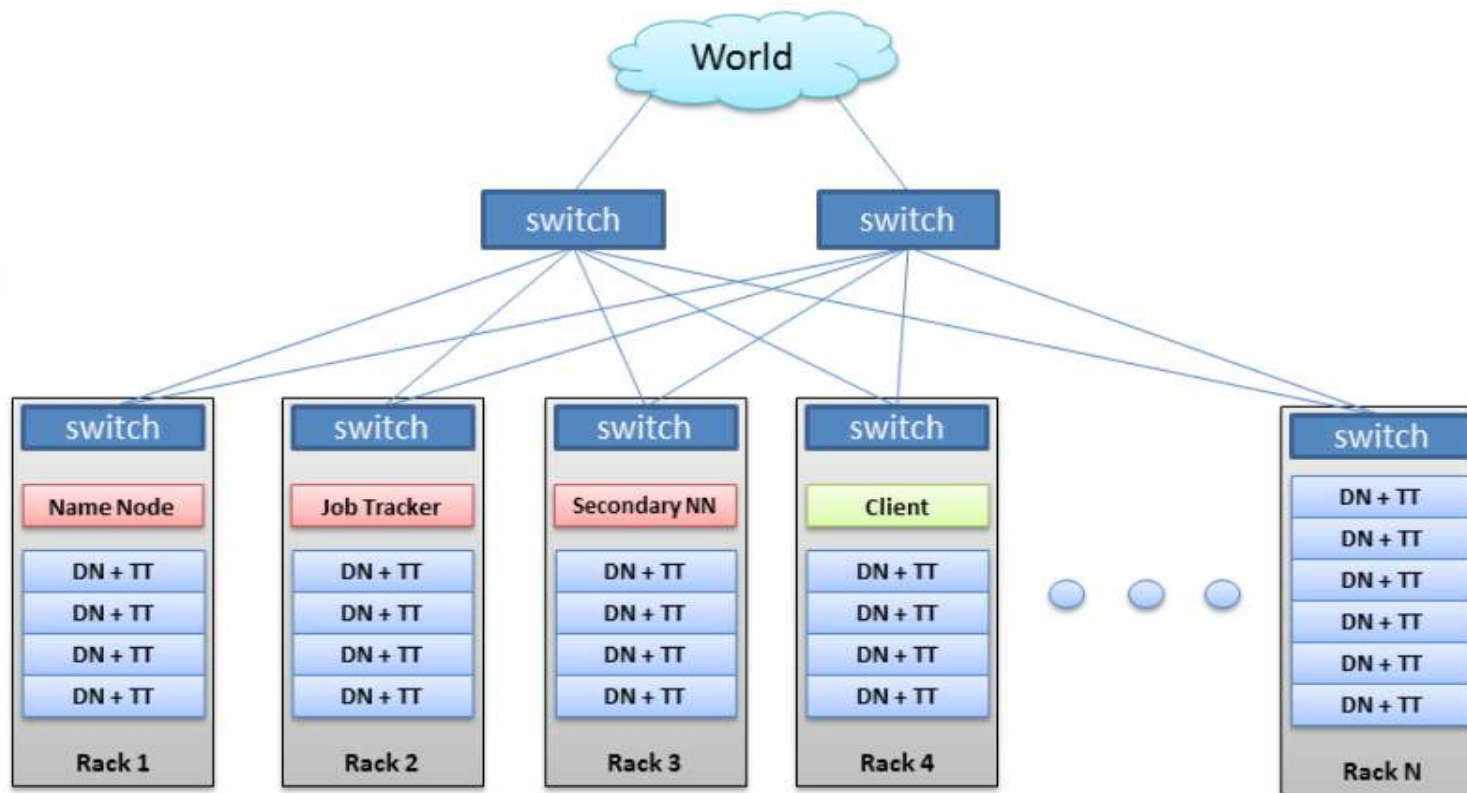 World
switch
switch
switch
switch
switch
switch
switch
Name Node
Job Tracker
Secondary NN
Client
DN + TT
DN + TT
DN + TT
DN + TT
Rack 1
DN + TT
DN + TT
DN + TT
DN + TT
Rack 2
DN + TT
DN + TT
DN + TT
DN + TT
Rack 3
DN + TT
DN + TT
DN + TT
DN + TT
Rack 4
DN + TT
DN + TT
DN + TT
DN + TT
DN + TT
DN + TT
Rack N